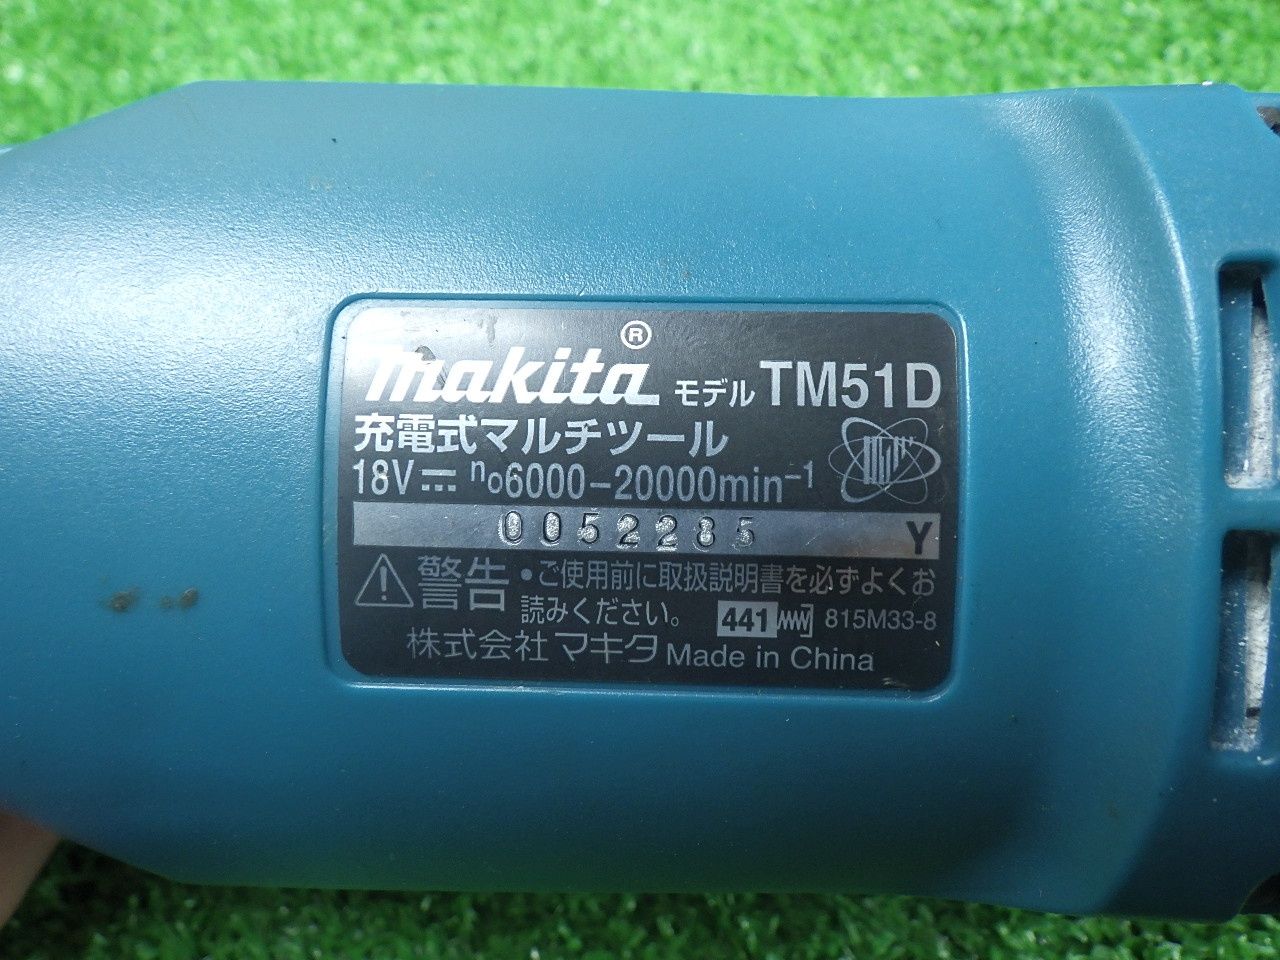 makita® モデル TM51D
充電式マルチツール
18V⎓ n₀6000−20000min⁻¹
0052285 Y
⚠警告 •ご使用前に取扱説明書を必ずよくお
読みください。 441 815M33-8
株式会社 マキタ Made in China